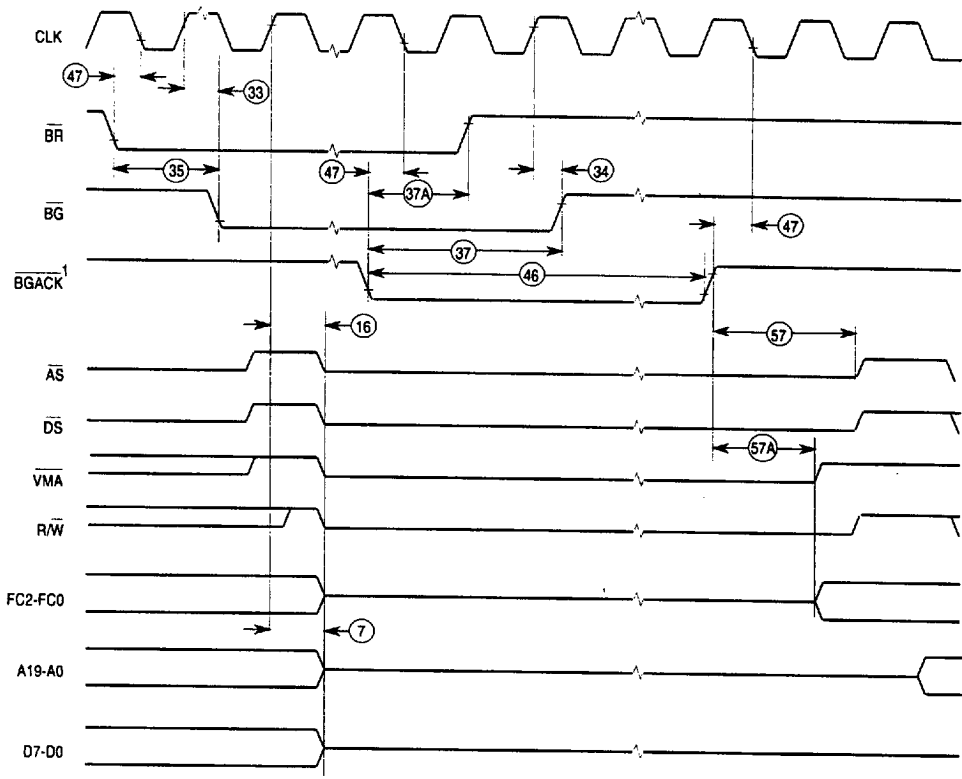 CLK
47
33
BR
35
47
37A
34
BG
47
37
BGACK¹
46
16
57
AS
DS
57A
VMA
R/W
FC2-FC0
7
A19-A0
D7-D0